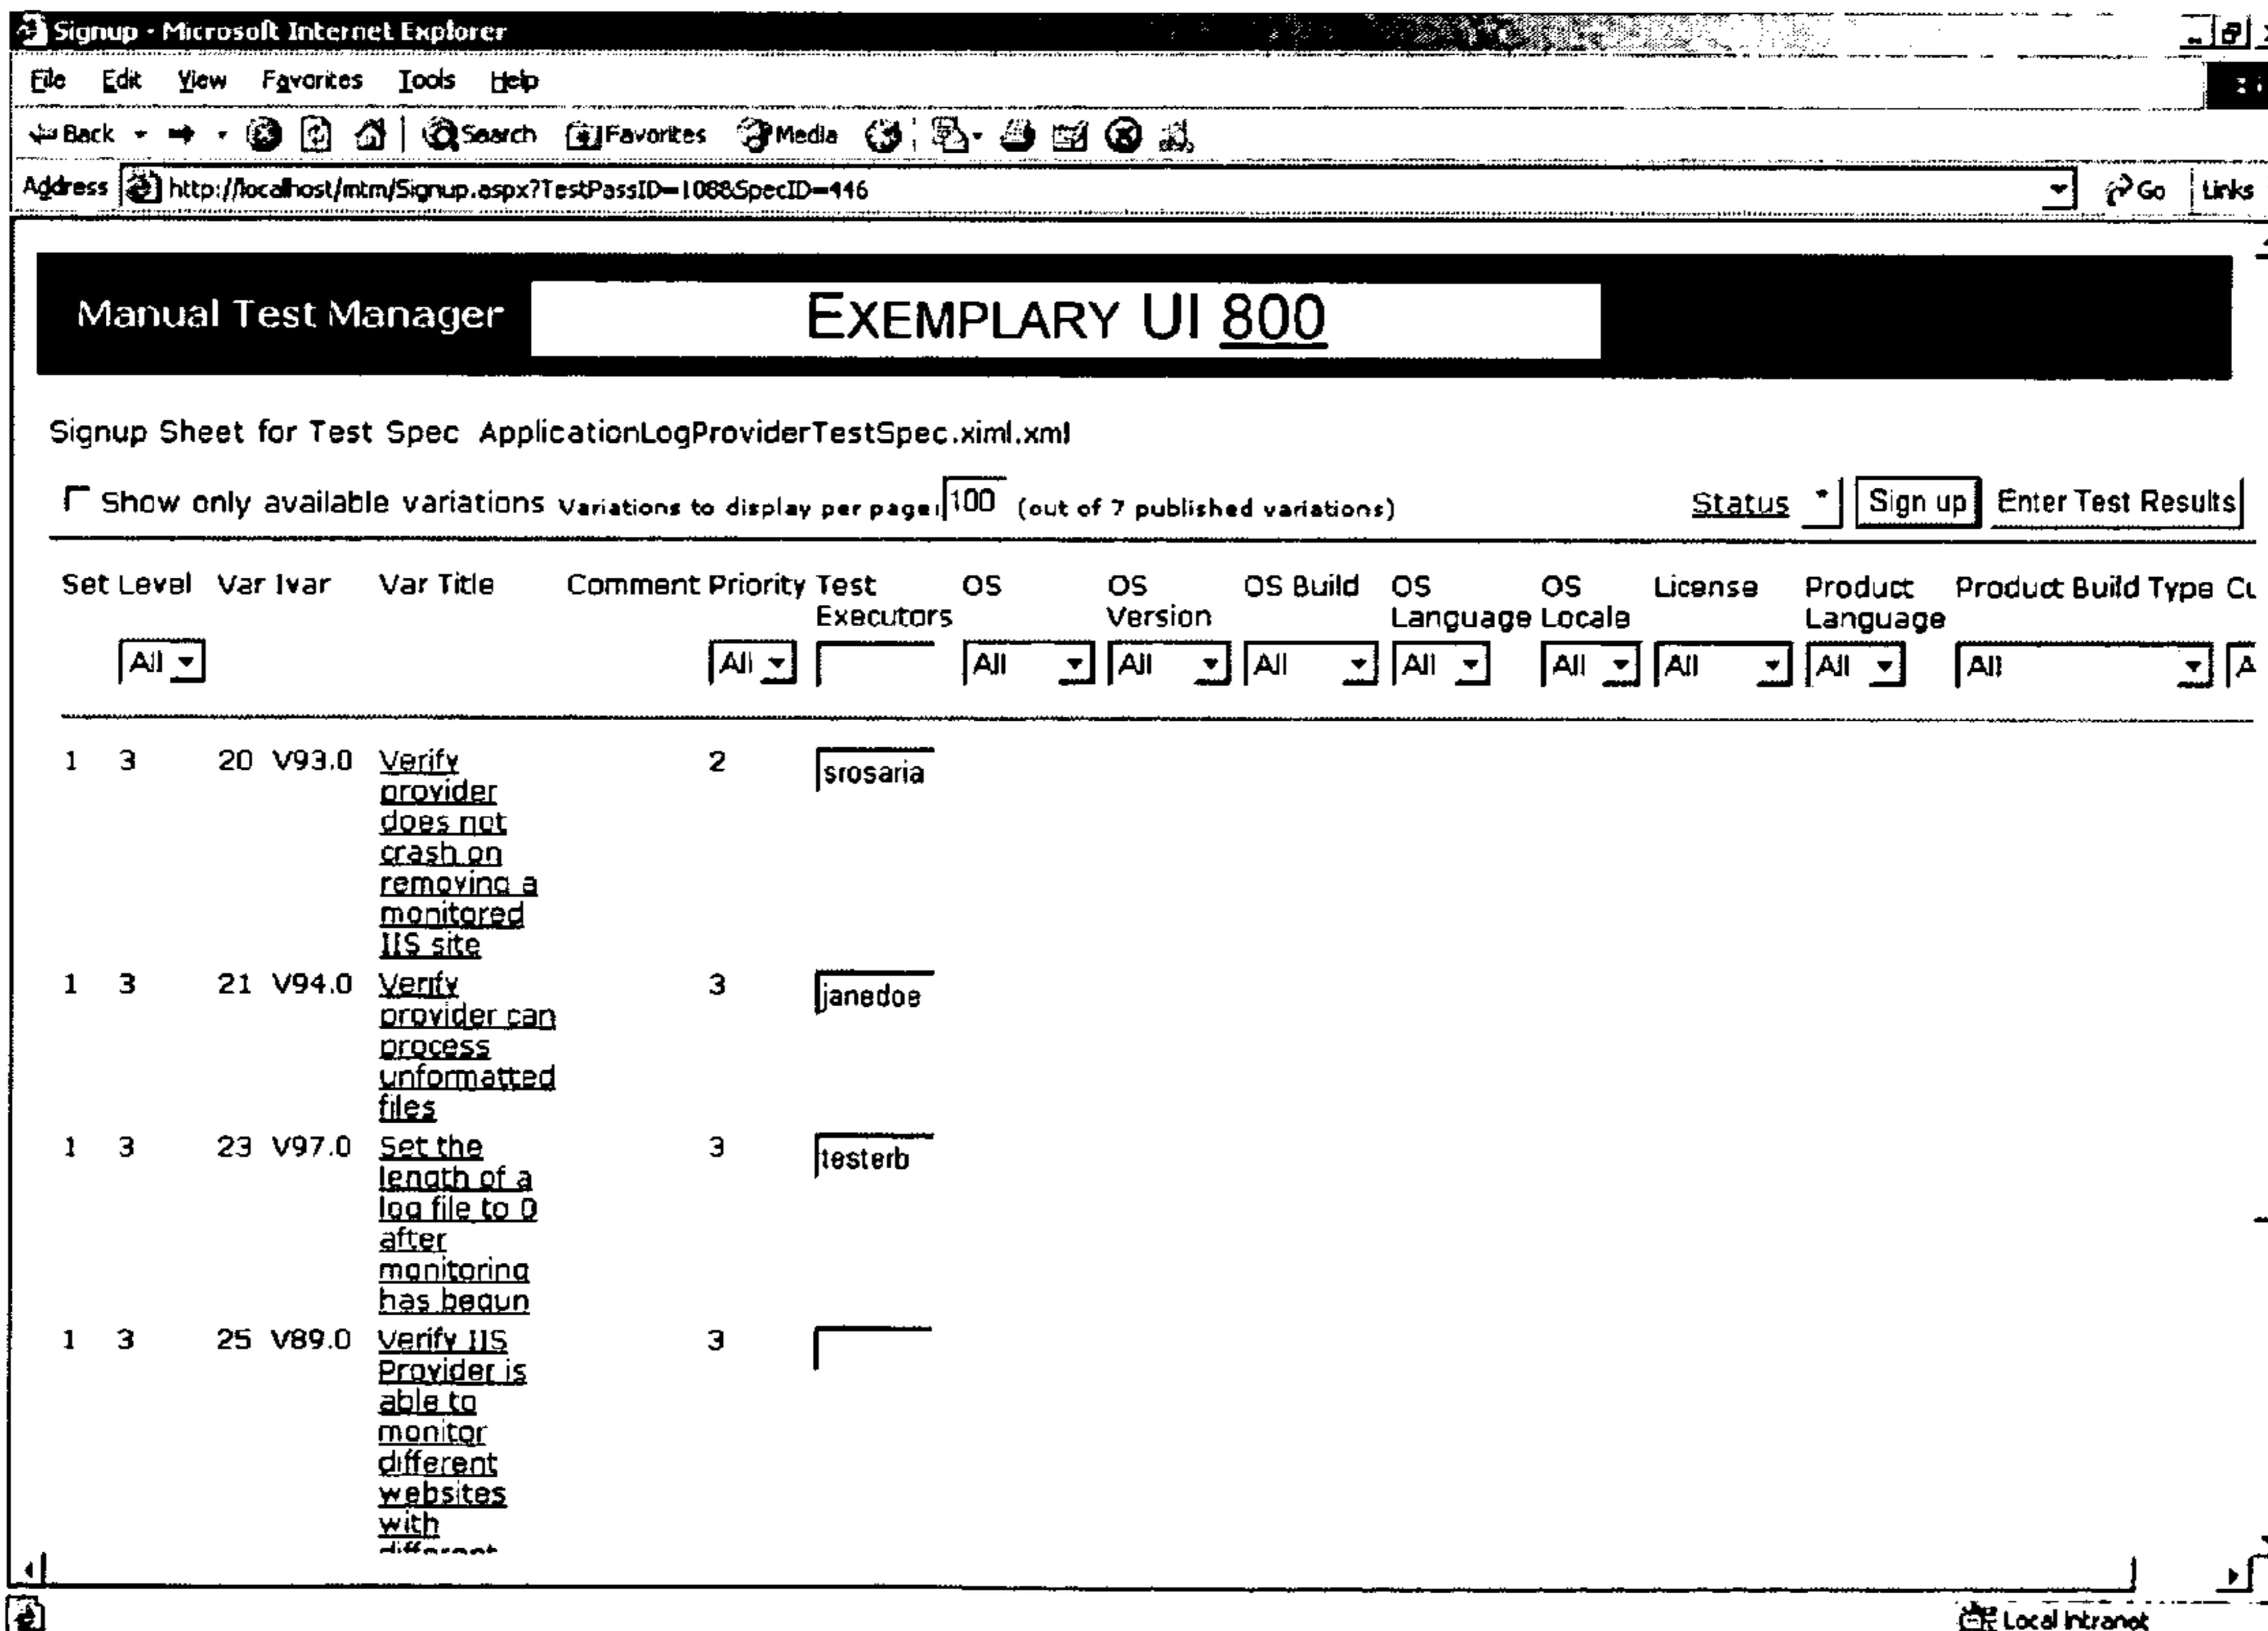 Signup - Microsoft Internet Explorer
File Edit View Favorites Tools Help
Back Search Favorites Media
Address http://localhost/mtm/Signup.aspx?TestPassID=108&SpecID=446 Go Links
Manual Test Manager EXEMPLARY UI 800
Signup Sheet for Test Spec ApplicationLogProviderTestSpec.ximl.xml
Show only available variations Variations to display per page: 100 (out of 7 published variations) Status * Sign up Enter Test Results
Set Level Var Ivar Var Title Comment Priority Test OS OS OS Build OS OS License Product Product Build Type Cu
Executors Version Language Locale Language
All All All All All All All All All All A
1 3 20 V93.0 Verify 2 srosaria
provider
does not
crash on
removing a
monitored
IIS site
1 3 21 V94.0 Verify 3 janedoe
provider can
process
unformatted
files
1 3 23 V97.0 Set the 3 testerb
length of a
log file to 0
after
monitoring
has begun
1 3 25 V89.0 Verify IIS 3
Provider is
able to
monitor
different
websites
with
different
Local intranet